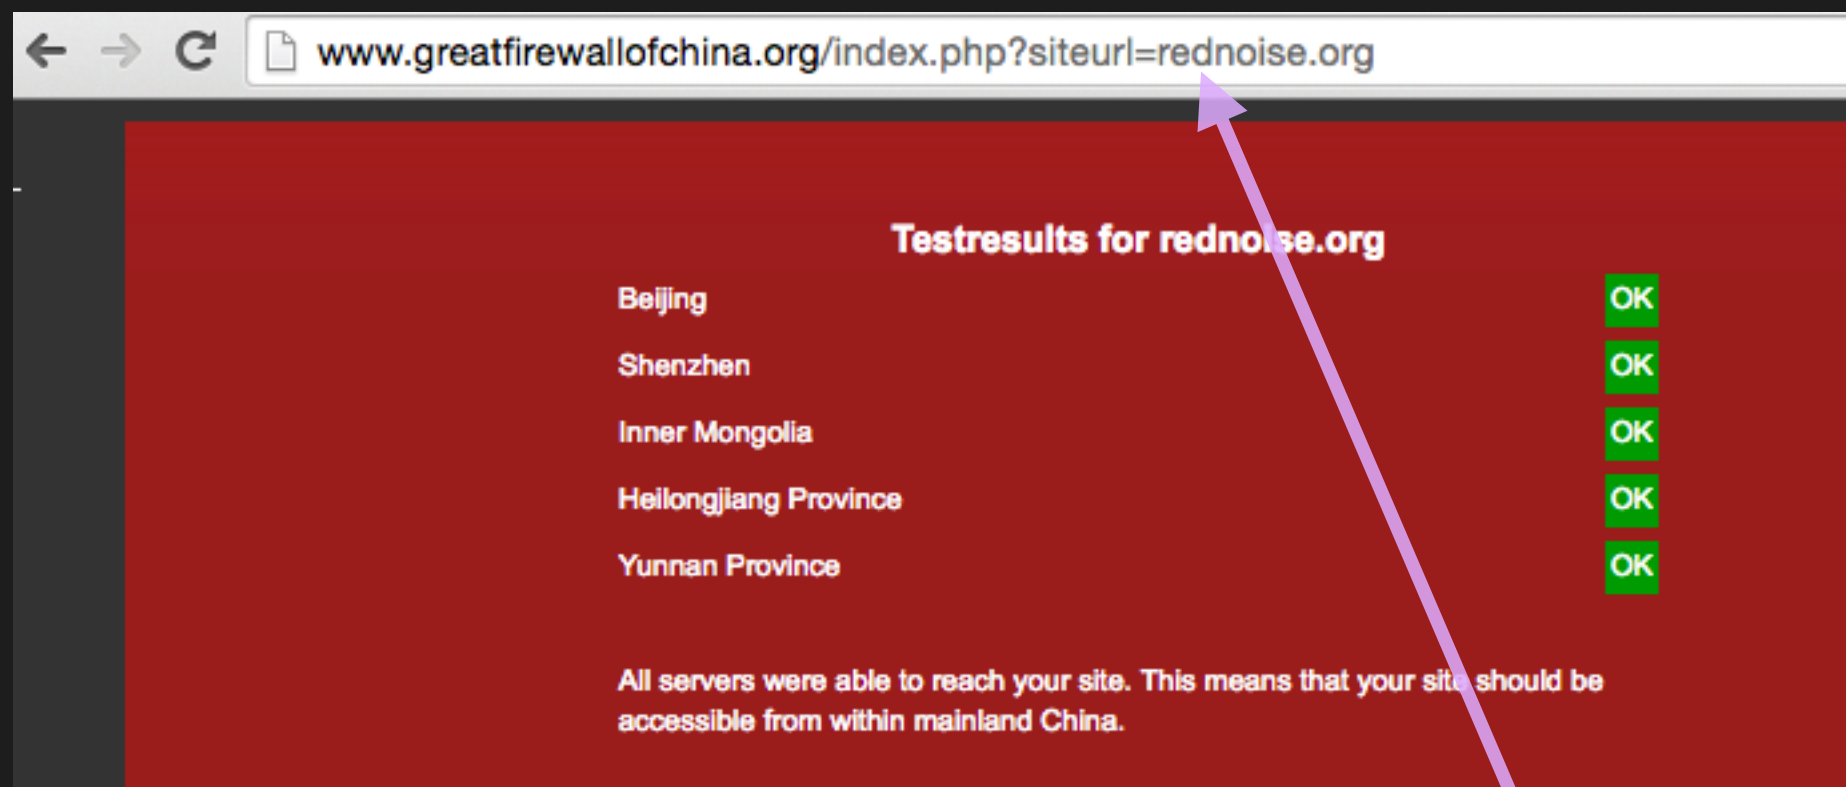 www.greatfirewallofchina.org/index.php?siteurl=rednoise.org
Testresults for rednoise.org
Beijing OK
Shenzhen OK
Inner Mongolia OK
Heilongjiang Province OK
Yunnan Province OK
All servers were able to reach your site. This means that your site should be
accessible from within mainland China.